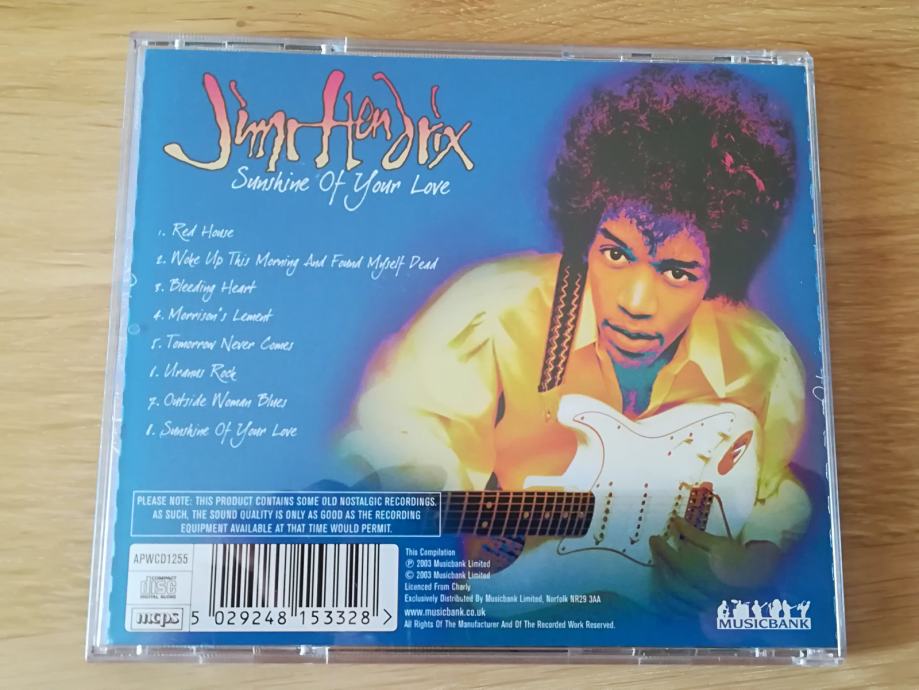 Jimi Hendrix
Sunshine Of Your Love
1. Red House
2. Woke Up This Morning And Found Myself Dead
3. Bleeding Heart
4. Morrison's Lement
5. Tomorrow Never Comes
6. Uranus Rock
7. Outside Woman Blues
8. Sunshine Of Your Love
PLEASE NOTE: THIS PRODUCT CONTAINS SOME OLD NOSTALGIC RECORDINGS.
AS SUCH, THE SOUND QUALITY IS ONLY AS GOOD AS THE RECORDING
EQUIPMENT AVAILABLE AT THAT TIME WOULD PERMIT.
APWCD1255
COMPACT
disc
DIGITAL AUDIO
mcps
5 029248 153328 >
This Compilation
℗ 2003 Musicbank Limited
© 2003 Musicbank Limited
Licenced From Charly
Exclusively Distributed By Musicbank Limited, Norfolk NR29 3AA
www.musicbank.co.uk
All Rights Of The Manufacturer And Of The Recorded Work Reserved.
MUSICBANK